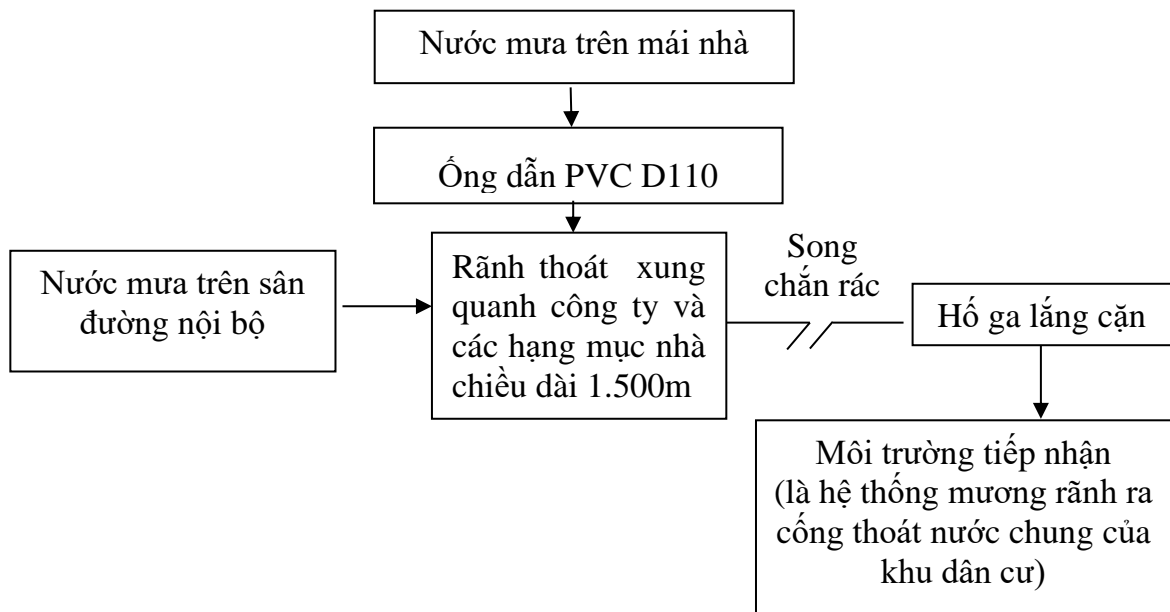 Nước mưa trên mái nhà
Ống dẫn PVC D110
Nước mưa trên sân
đường nội bộ
Rãnh thoát xung
quanh công ty và
các hạng mục nhà
chiều dài 1.500m
Song
chắn rác
Hố ga lắng cặn
Môi trường tiếp nhận
(là hệ thống mương rãnh ra
cống thoát nước chung của
khu dân cư)